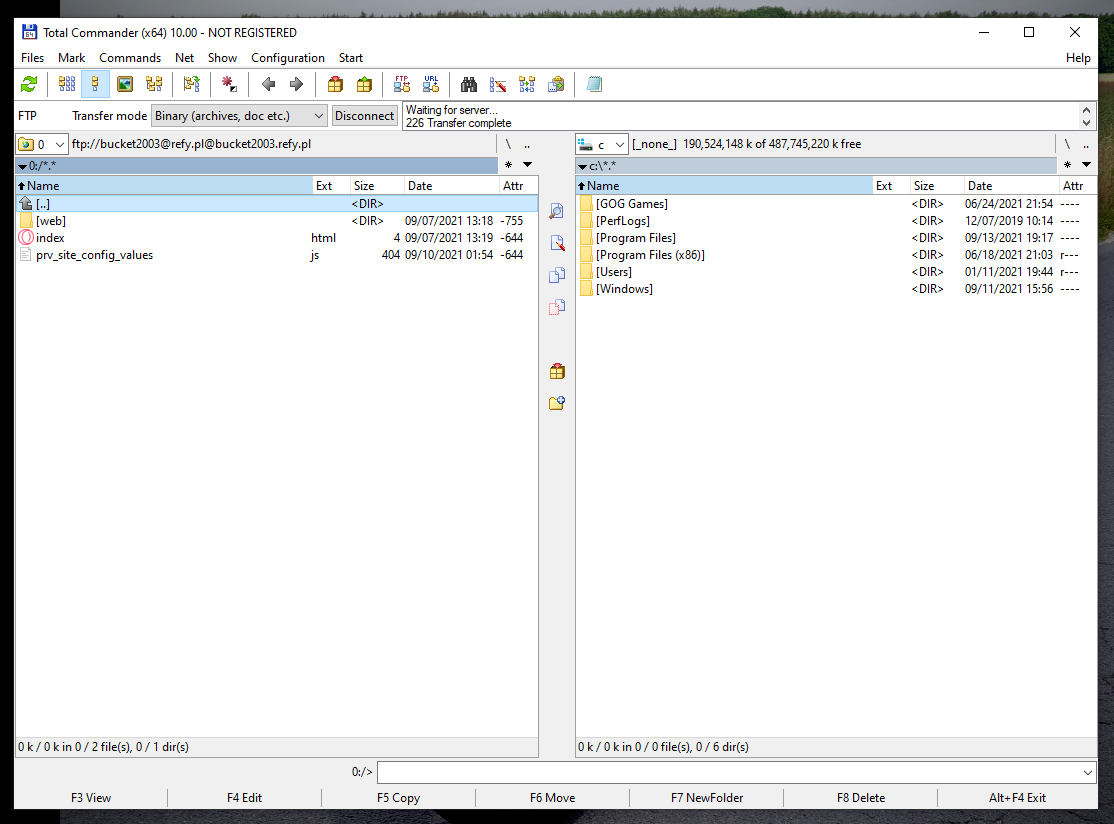 Total Commander (x64) 10.00 - NOT REGISTERED
Files Mark Commands Net Show Configuration Start Help
FTP URL
FTP Transfer mode Binary (archives, doc etc.) Disconnect Waiting for server...
226 Transfer complete
0 ftp://bucket2003@refy.pl@bucket2003.refy.pl \ ..
0:/*.* *
Name Ext Size Date Attr
[..] <DIR>
[web] <DIR> 09/07/2021 13:18 -755
index html 4 09/07/2021 13:19 -644
prv_site_config_values js 404 09/10/2021 01:54 -644
0 k / 0 k in 0 / 2 file(s), 0 / 1 dir(s)
c [_none_] 190,524,148 k of 487,745,220 k free \ ..
c:\*.* *
Name Ext Size Date Attr
[GOG Games] <DIR> 06/24/2021 21:54 ----
[PerfLogs] <DIR> 12/07/2019 10:14 ----
[Program Files] <DIR> 09/13/2021 19:17 ----
[Program Files (x86)] <DIR> 06/18/2021 21:03 r---
[Users] <DIR> 01/11/2021 19:44 r---
[Windows] <DIR> 09/11/2021 15:56 ----
0 k / 0 k in 0 / 0 file(s), 0 / 6 dir(s)
0:/>
F3 View F4 Edit F5 Copy F6 Move F7 NewFolder F8 Delete Alt+F4 Exit